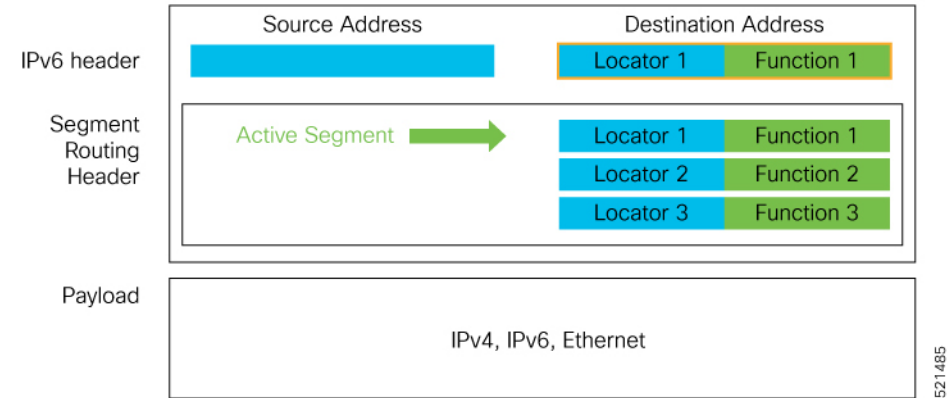 Source Address
Destination Address
IPv6 header
Locator 1
Function 1
Segment
Routing
Header
Active Segment
Locator 1
Function 1
Locator 2
Function 2
Locator 3
Function 3
Payload
IPv4, IPv6, Ethernet
521485